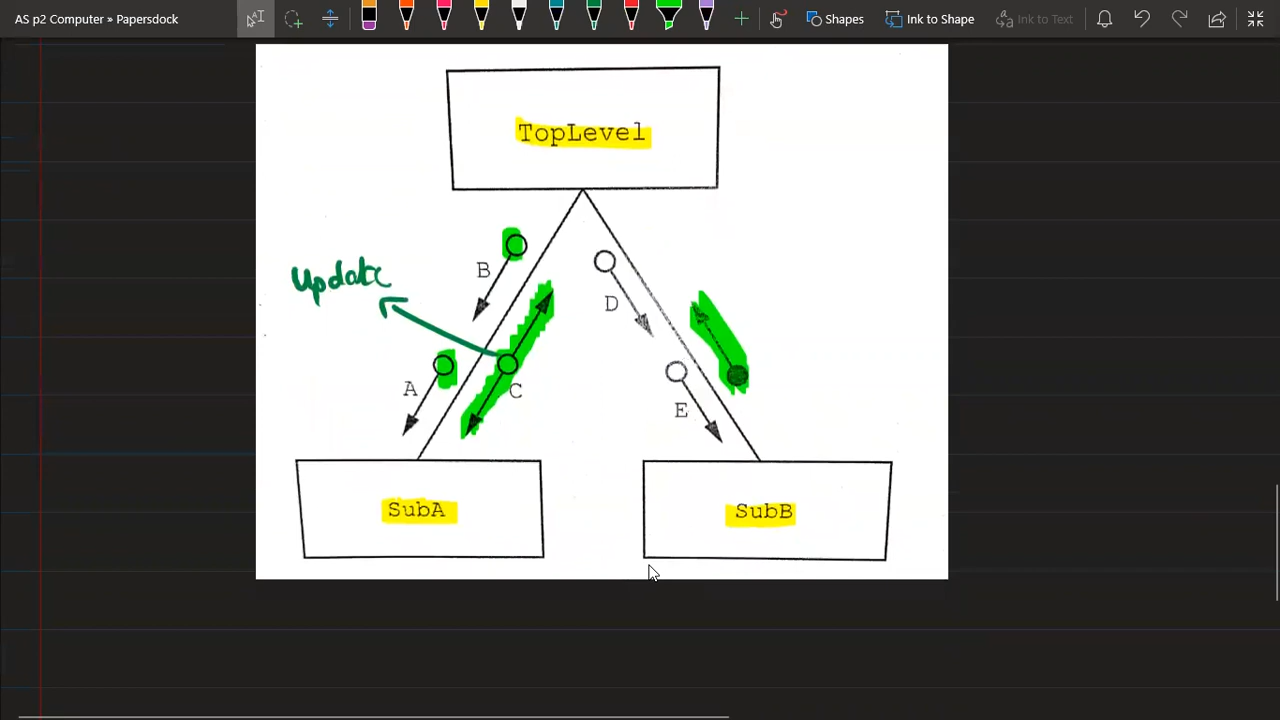 AS p2 Computer » Papersdock
Shapes
Ink to Shape
Ink to Text
TopLevel
B
D
Update
A
C
E
SubA
SubB